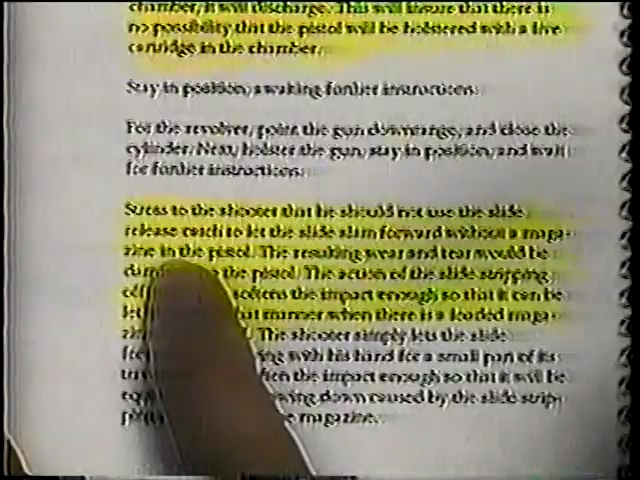 chamber, it will discharge. This will insure that there is
no possibility that the pistol will be holstered with a live
cartridge in the chamber.
Stay in position, awaiting further instructions.
For the revolver, point the gun downrange, and close the
cylinder. Next, holster the gun, stay in position, and wait
for further instructions.
Stress to the shooter that he should not use the slide
release catch to let the slide slam forward without a maga-
zine in the pistol. The resulting wear and tear would be
the pistol. The action of the slide stripping
softens the impact enough so that it can be
that manner when there is a loaded maga-
The shooter simply lets the slide
with his hand for a small part of its
the impact enough so that it will be
down caused by the slide strip-
magazine.